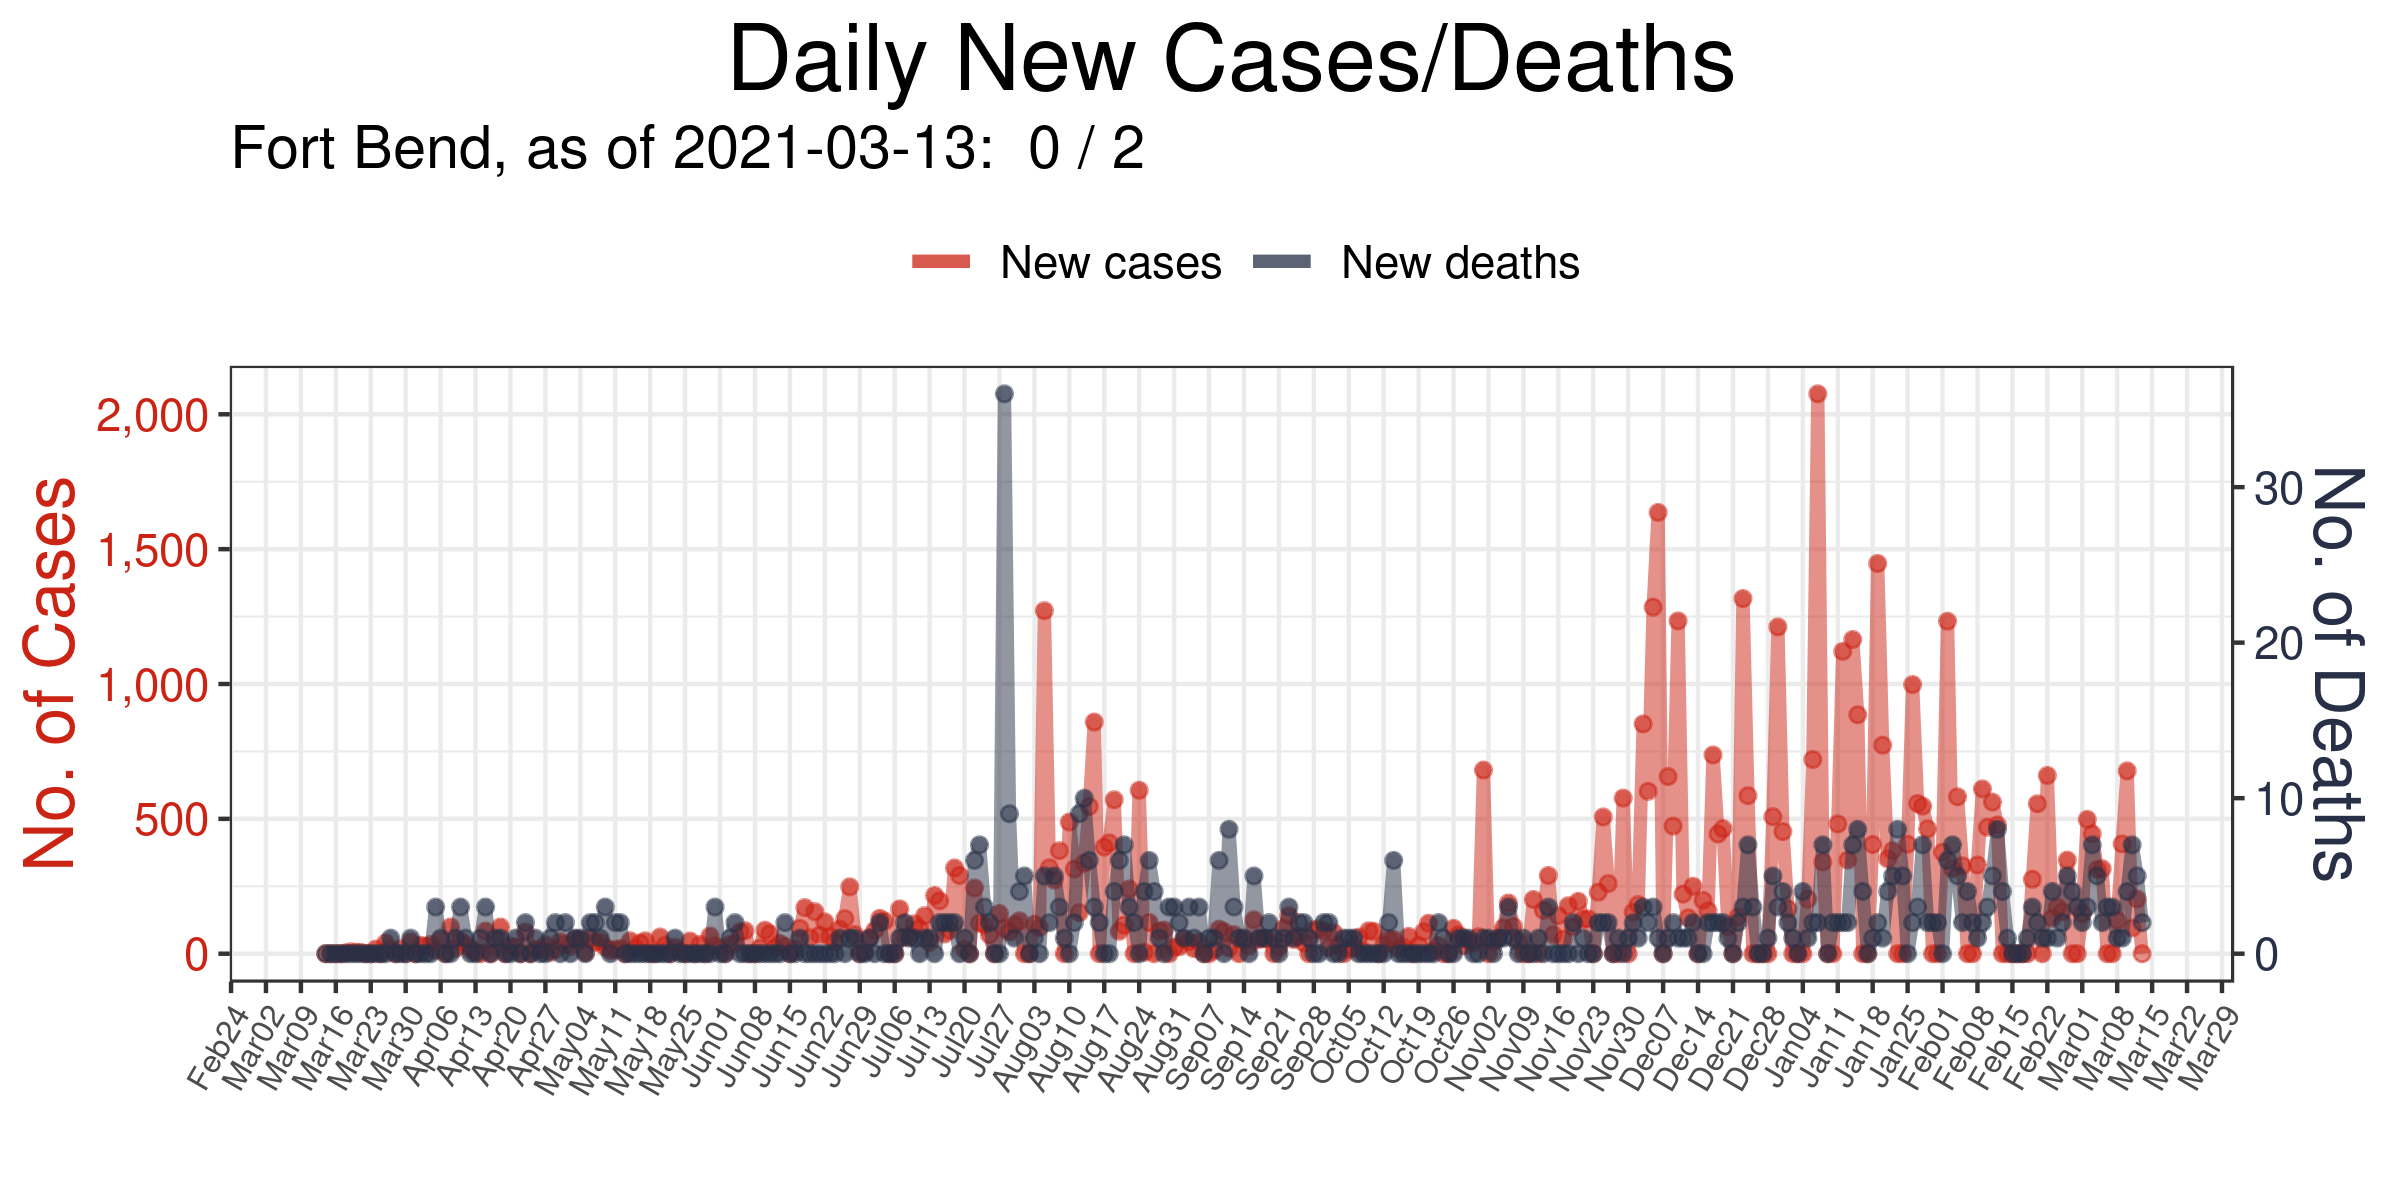 Daily New Cases/Deaths
Fort Bend, as of 2021-03-13:  0 / 2
New cases
New deaths
No. of Cases
2,000
1,500
1,000
500
0
30
20
10
0
No. of Deaths
Feb24
Mar02
Mar09
Mar16
Mar23
Mar30
Apr06
Apr13
Apr20
Apr27
May04
May11
May18
May25
Jun01
Jun08
Jun15
Jun22
Jun29
Jul06
Jul13
Jul20
Jul27
Aug03
Aug10
Aug17
Aug24
Aug31
Sep07
Sep14
Sep21
Sep28
Oct05
Oct12
Oct19
Oct26
Nov02
Nov09
Nov16
Nov23
Nov30
Dec07
Dec14
Dec21
Dec28
Jan04
Jan11
Jan18
Jan25
Feb01
Feb08
Feb15
Feb22
Mar01
Mar08
Mar15
Mar22
Mar29